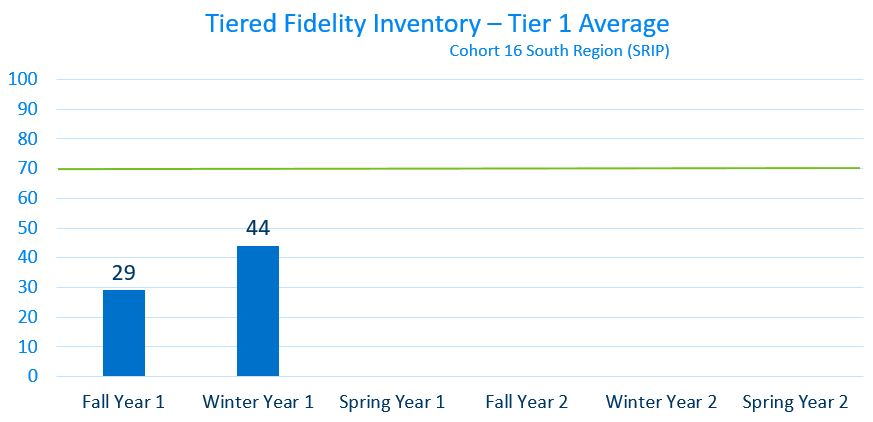 Tiered Fidelity Inventory – Tier 1 Average
Cohort 16 South Region (SRIP)
100
90
80
70
60
50
40
30
20
10
0
29
44
Fall Year 1
Winter Year 1
Spring Year 1
Fall Year 2
Winter Year 2
Spring Year 2